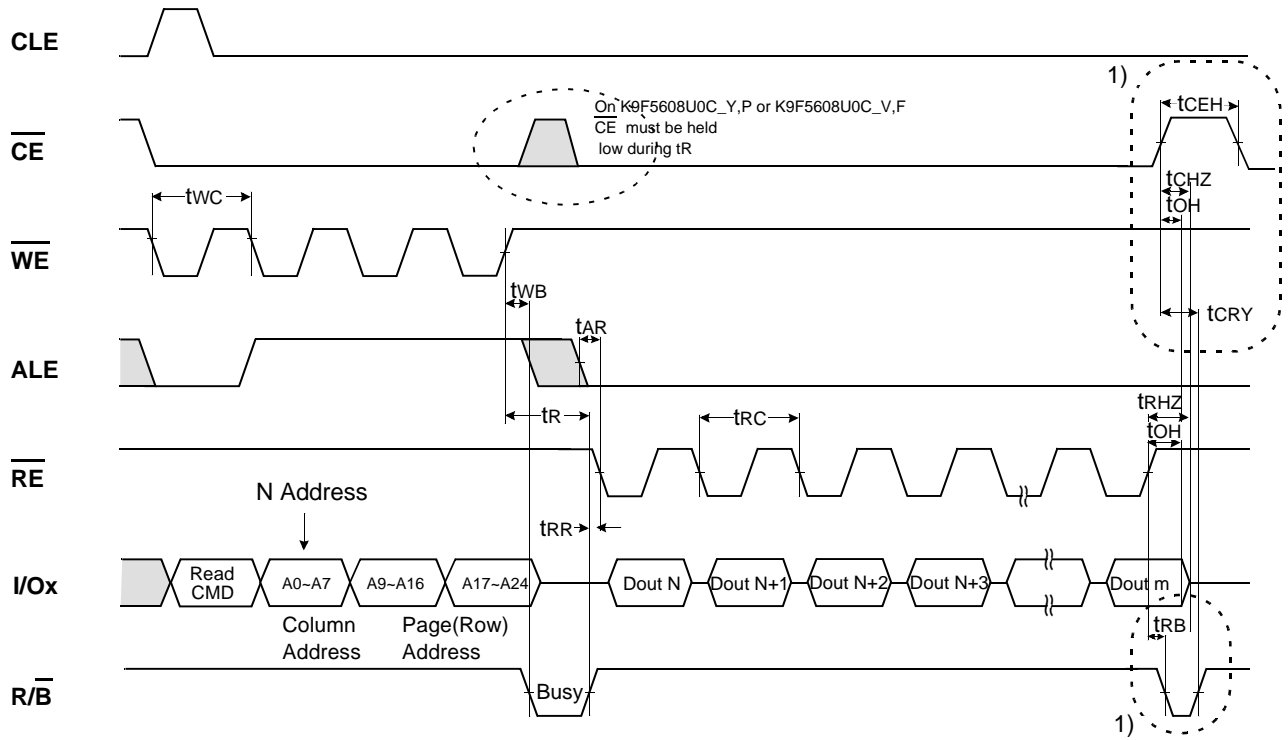 CLE
1)
On K9F5608U0C_Y,P or K9F5608U0C_V,F
CE must be held
low during tR
tCEH
CE
tCHZ
tOH
tWC
WE
tWB
tCRY
tAR
ALE
tR
tRC
tRHZ
tOH
RE
N Address
tRR
I/Ox
Read CMD
A0~A7
A9~A16
A17~A24
Dout N
Dout N+1
Dout N+2
Dout N+3
Dout m
Column Address
Page(Row) Address
tRB
R/B
Busy
1)